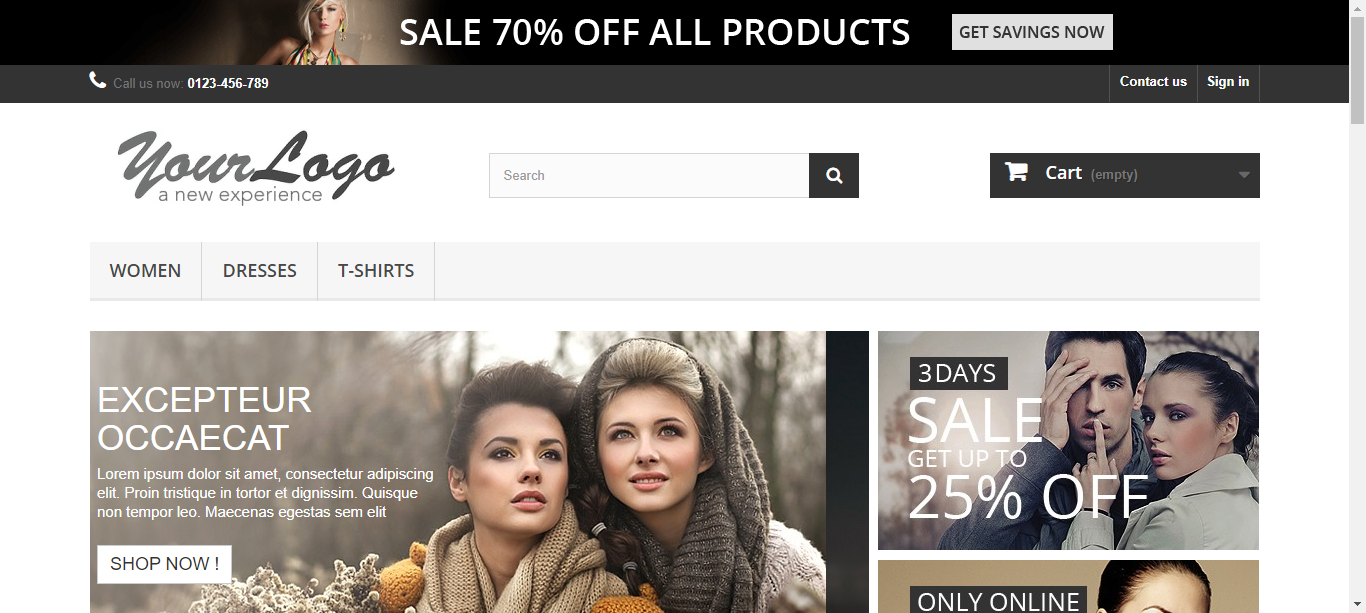 SALE 70% OFF ALL PRODUCTS
GET SAVINGS NOW
Call us now: 0123-456-789
Contact us
Sign in
YourLogo
a new experience
Search
Cart (empty)
WOMEN
DRESSES
T-SHIRTS
EXCEPTEUR
OCCAECAT
Lorem ipsum dolor sit amet, consectetur adipiscing
elit. Proin tristique in tortor et dignissim. Quisque
non tempor leo. Maecenas egestas sem elit
SHOP NOW !
3 DAYS
SALE
GET UP TO
25% OFF
ONLY ONLINE